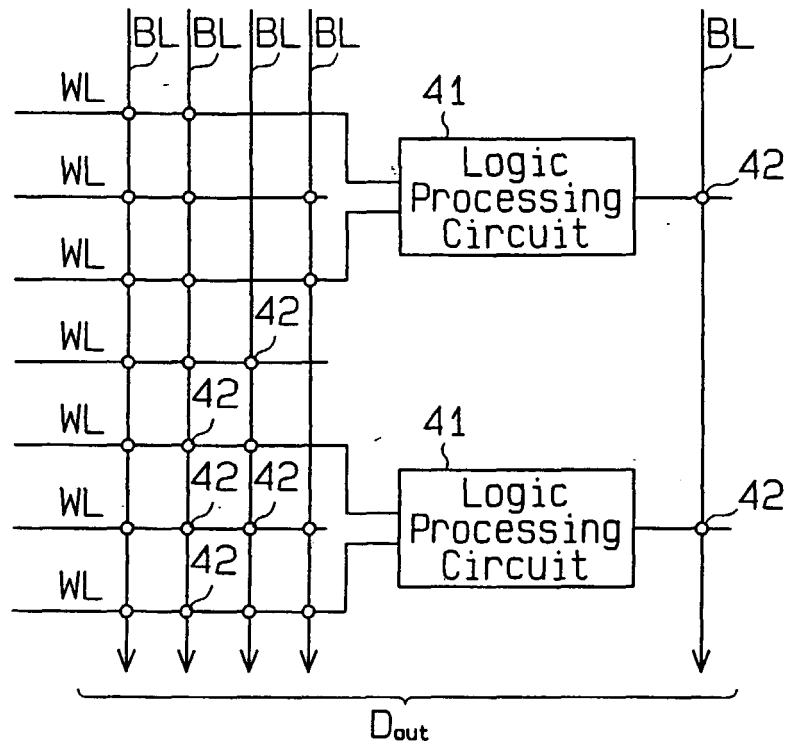 BL BL BL BL BL
WL
41
Logic
Processing
Circuit
42
WL
WL
42
WL
42
WL
41
Logic
Processing
Circuit
42
42 42
WL
42
WL
Dout